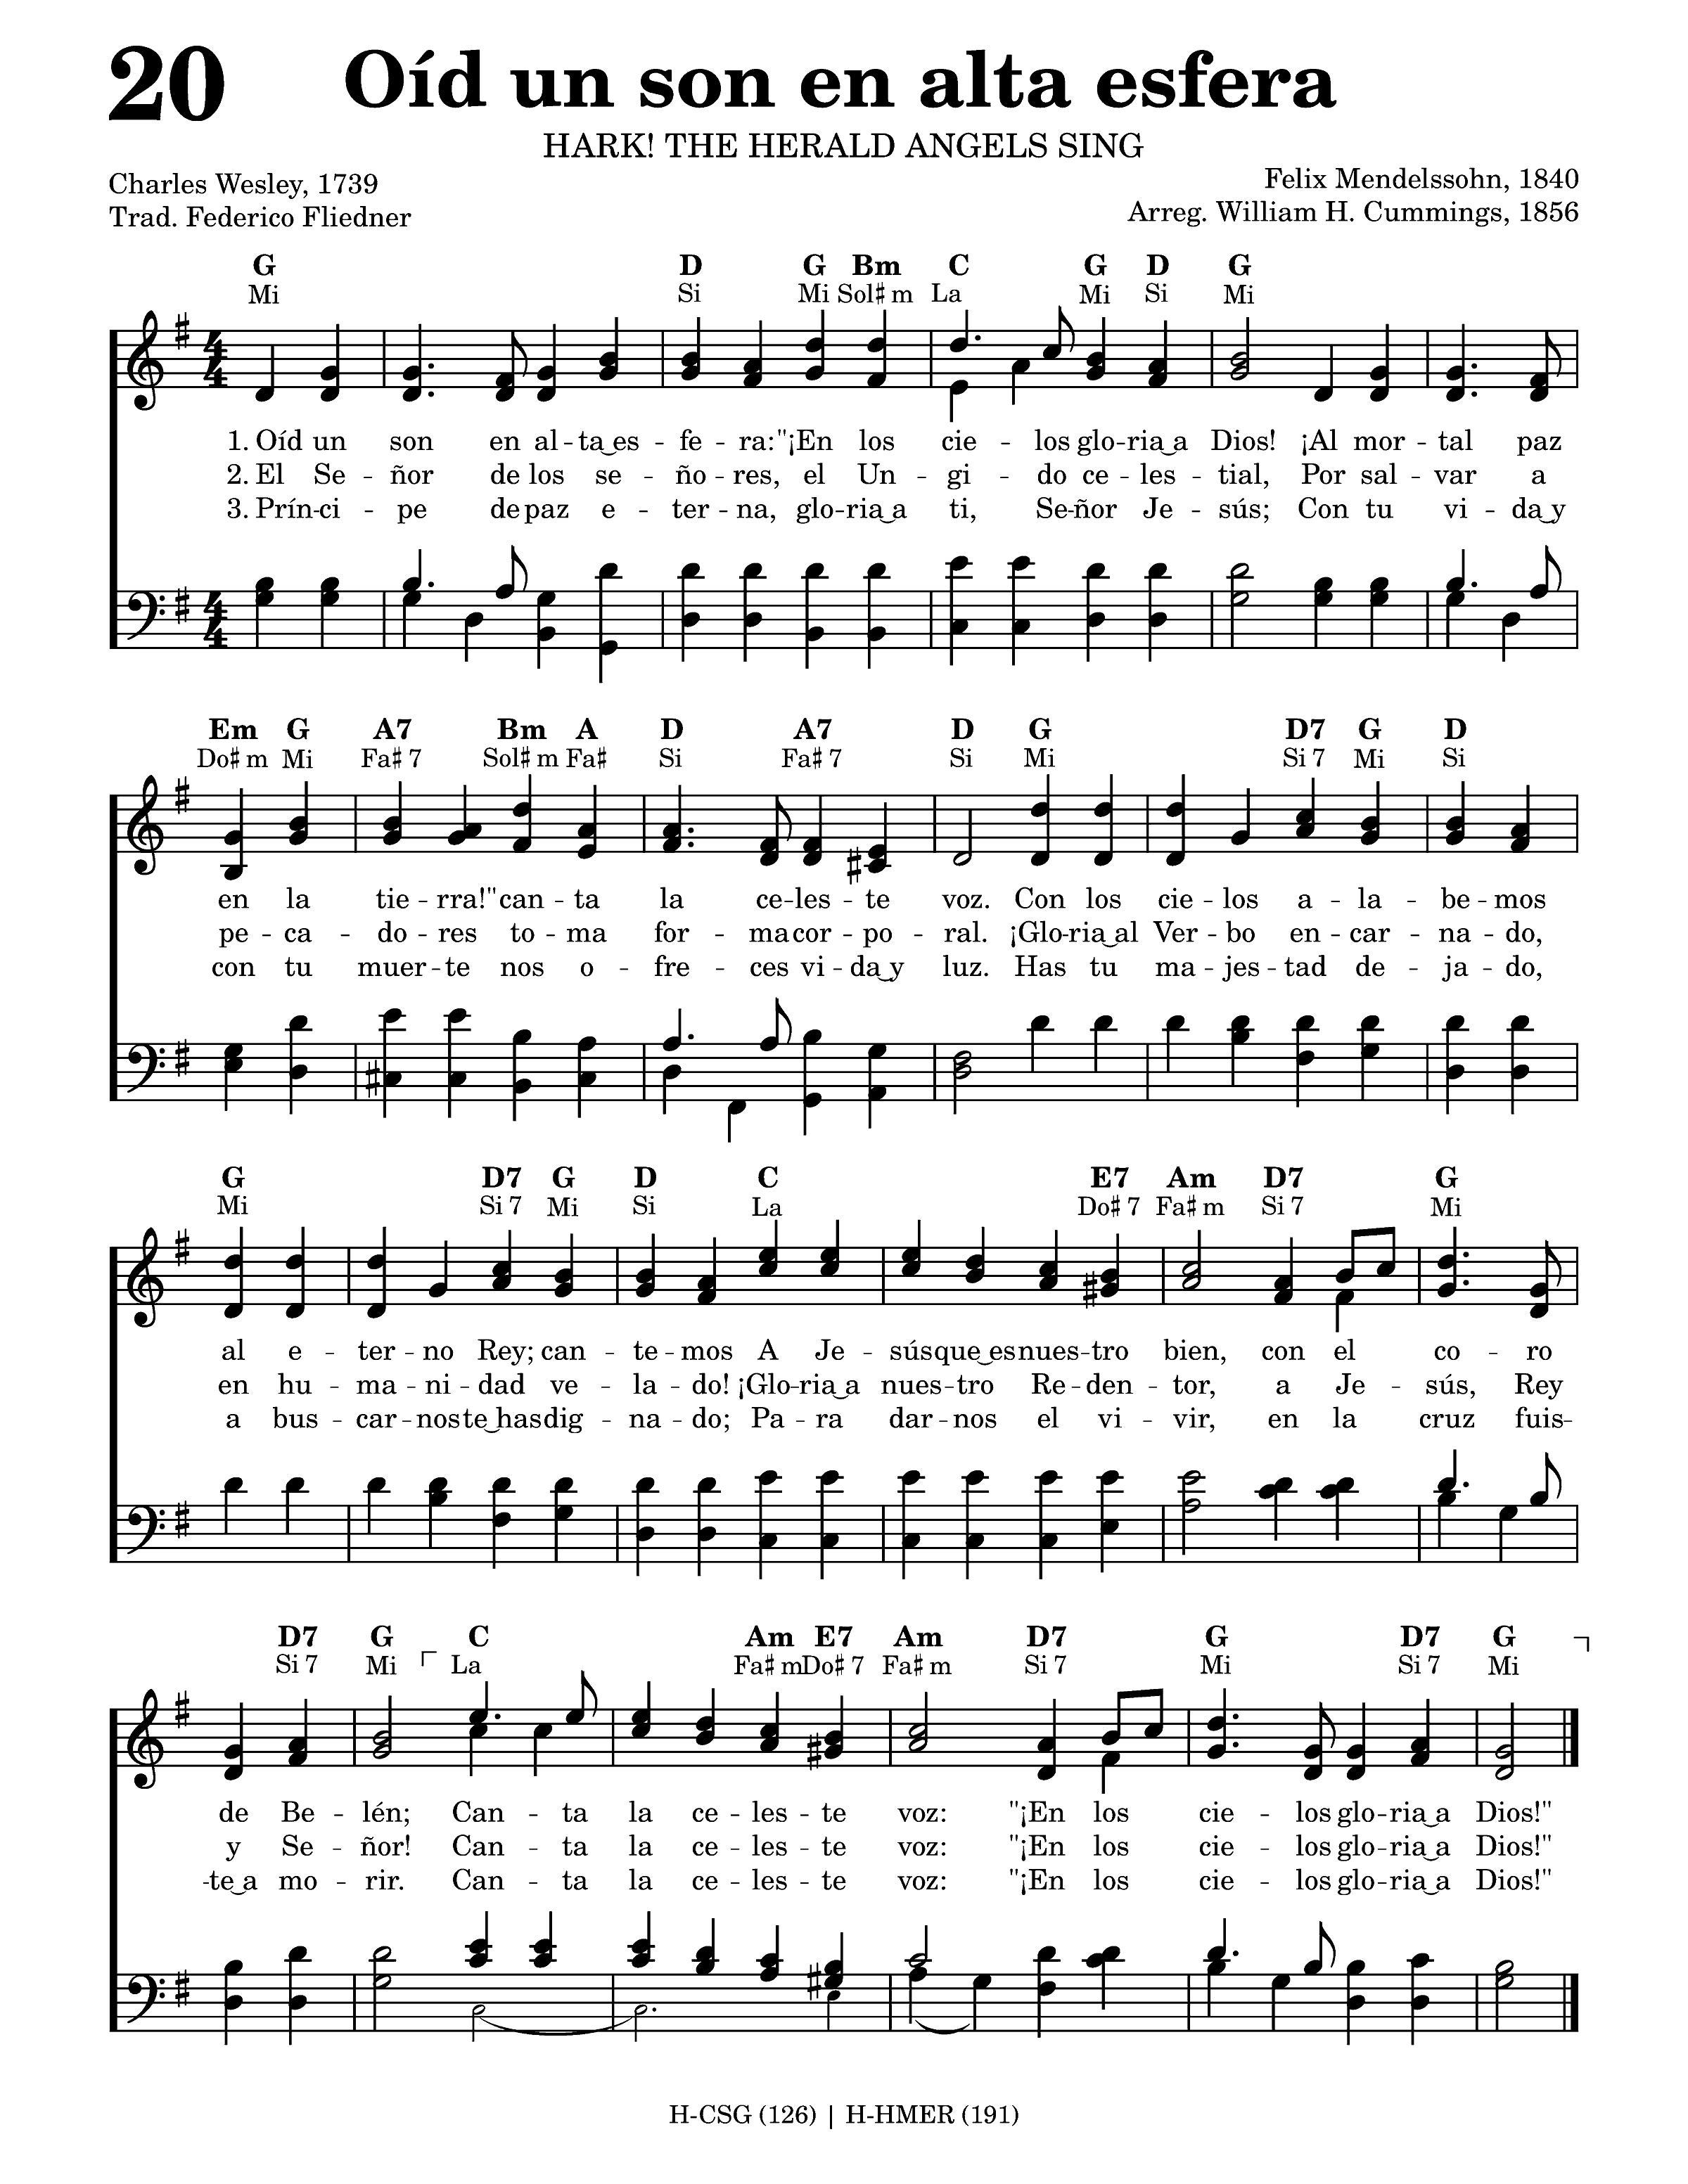 20 Oíd un son en alta esfera
HARK! THE HERALD ANGELS SING
Charles Wesley, 1739
Trad. Federico Fliedner
Felix Mendelssohn, 1840
Arreg. William H. Cummings, 1856
G D G Bm C G D G
Mi Si Mi Sol♯ m La Mi Si Mi
1. Oíd un son en al -- ta‿es -- fe -- ra: "¡En los cie -- los glo -- ria‿a Dios! ¡Al mor -- tal paz
2. El Se -- ñor de los se -- ño -- res, el Un -- gi -- do ce -- les -- tial, Por sal -- var a
3. Prín -- ci -- pe de paz e -- ter -- na, glo -- ria‿a ti, Se -- ñor Je -- sús; Con tu vi -- da‿y
Em G A7 Bm A D A7 D G D7 G D
Do♯ m Mi Fa♯ 7 Sol♯ m Fa♯ Si Fa♯ 7 Si Mi Si 7 Mi Si
en la tie -- rra!" can -- ta la ce -- les -- te voz. Con los cie -- los a -- la -- be -- mos
pe -- ca -- do -- res to -- ma for -- ma cor -- po -- ral. ¡Glo -- ria‿al Ver -- bo en -- car -- na -- do,
con tu muer -- te nos o -- fre -- ces vi -- da‿y luz. Has tu ma -- jes -- tad de -- ja -- do,
G D7 G D C E7 Am D7 G
Mi Si 7 Mi Si La Do♯ 7 Fa♯ m Si 7 Mi
al e -- ter -- no Rey; can -- te -- mos A Je -- sús que‿es nues -- tro bien, con el co -- ro
en hu -- ma -- ni -- dad ve -- la -- do! ¡Glo -- ria‿a nues -- tro Re -- den -- tor, a Je -- sús, Rey
a bus -- car -- nos te‿has dig -- na -- do; Pa -- ra dar -- nos el vi -- vir, en la cruz fuis --
D7 G C Am E7 Am D7 G D7 G
Si 7 Mi La Fa♯ m Do♯ 7 Fa♯ m Si 7 Mi Si 7 Mi
de Be -- lén; Can -- ta la ce -- les -- te voz: "¡En los cie -- los glo -- ria‿a Dios!"
y Se -- ñor! Can -- ta la ce -- les -- te voz: "¡En los cie -- los glo -- ria‿a Dios!"
-te‿a mo -- rir. Can -- ta la ce -- les -- te voz: "¡En los cie -- los glo -- ria‿a Dios!"
H-CSG (126) | H-HMER (191)